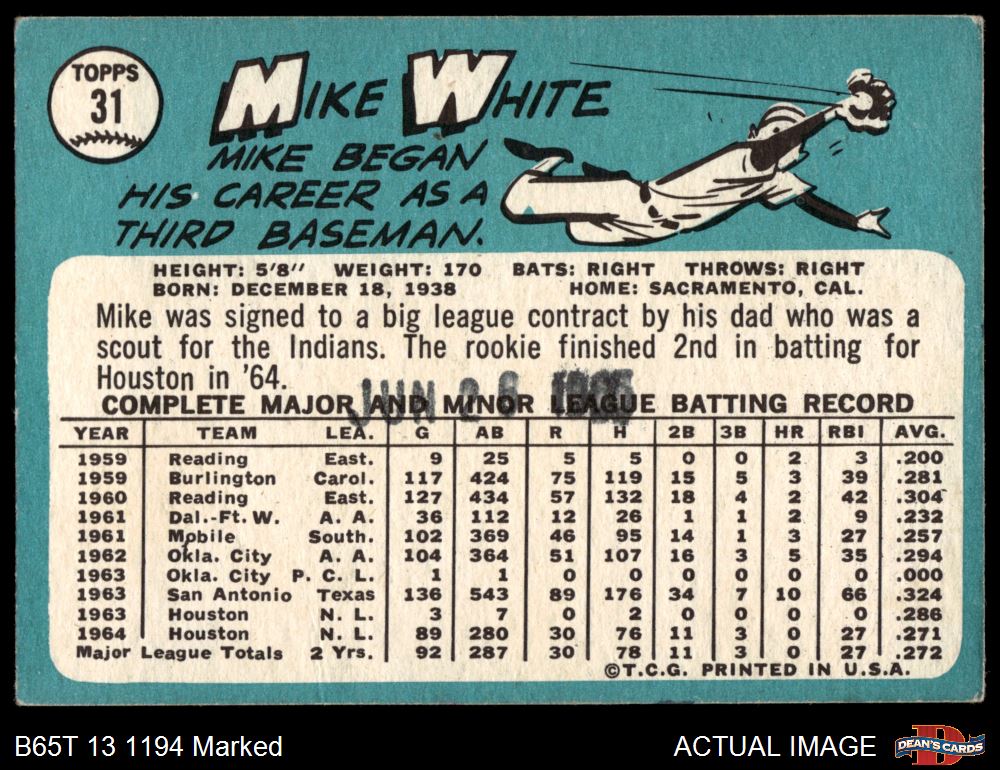 TOPPS
31
MIKE WHITE
MIKE BEGAN
HIS CAREER AS A
THIRD BASEMAN.
HEIGHT: 5'8" WEIGHT: 170 BATS: RIGHT THROWS: RIGHT
BORN: DECEMBER 18, 1938 HOME: SACRAMENTO, CAL.
Mike was signed to a big league contract by his dad who was a
scout for the Indians. The rookie finished 2nd in batting for
Houston in '64.
JUN 26 1965
COMPLETE MAJOR AND MINOR LEAGUE BATTING RECORD
YEAR TEAM LEA. G AB R H 2B 3B HR RBI AVG.
1959 Reading East. 9 25 5 5 0 0 2 3 .200
1959 Burlington Carol. 117 424 75 119 15 5 3 39 .281
1960 Reading East. 127 434 57 132 18 4 2 42 .304
1961 Dal.-Ft. W. A. A. 36 112 12 26 1 1 2 9 .232
1961 Mobile South. 102 369 46 95 14 1 3 27 .257
1962 Okla. City A. A. 104 364 51 107 16 3 5 35 .294
1963 Okla. City P. C. L. 1 1 0 0 0 0 0 0 .000
1963 San Antonio Texas 136 543 89 176 34 7 10 66 .324
1963 Houston N. L. 3 7 0 2 0 0 0 0 .286
1964 Houston N. L. 89 280 30 76 11 3 0 27 .271
Major League Totals 2 Yrs. 92 287 30 78 11 3 0 27 .272
©T.C.G. PRINTED IN U.S.A.
B65T 13 1194 Marked ACTUAL IMAGE DEAN'S CARDS